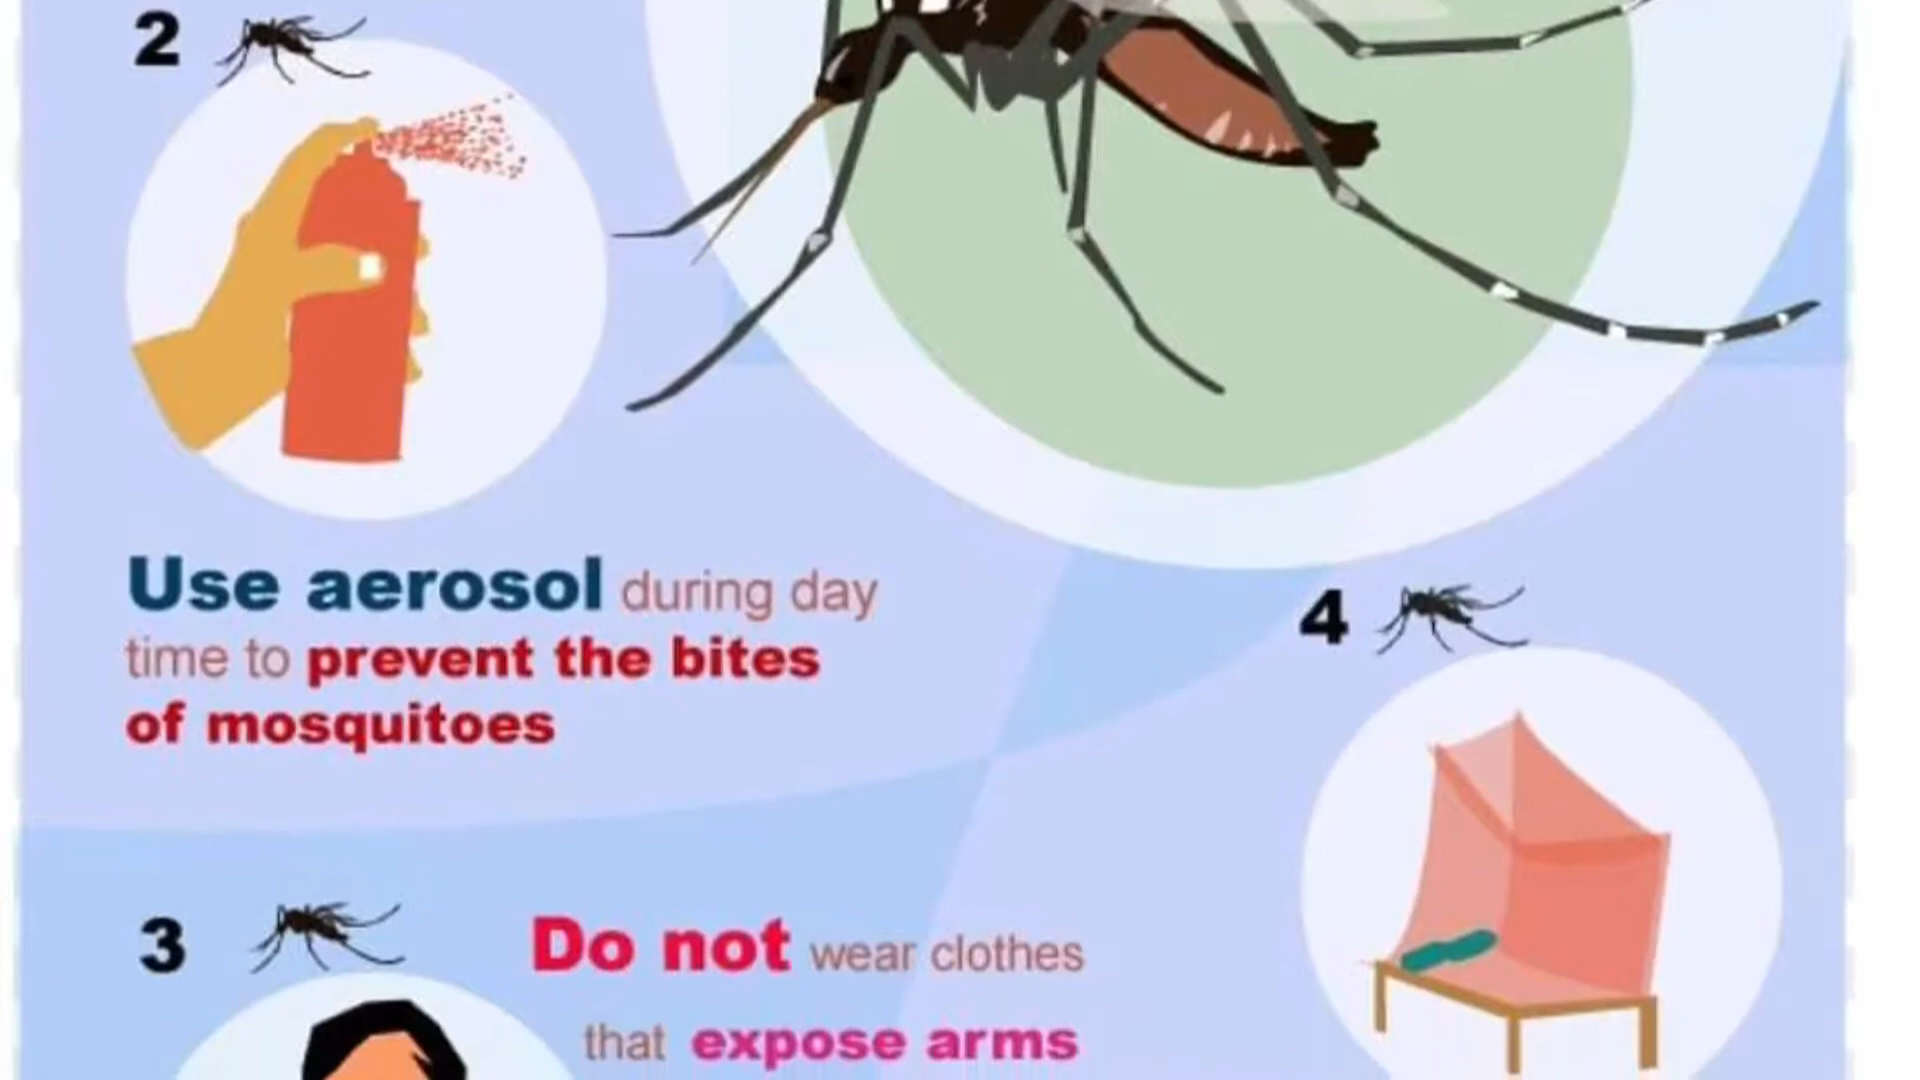 2
Use aerosol during day
time to prevent the bites
of mosquitoes
4
3
Do not wear clothes
that expose arms